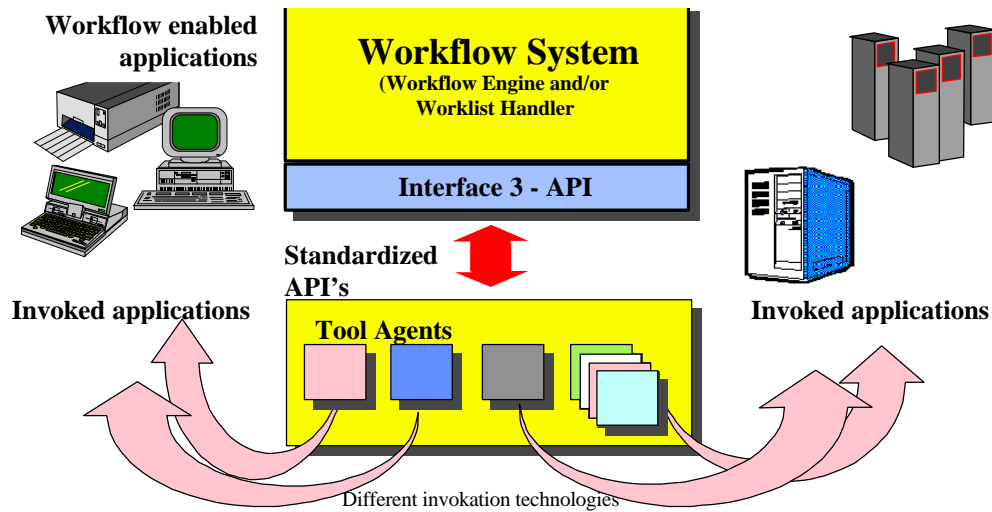 Workflow enabled
applications
Workflow System
(Workflow Engine and/or
Worklist Handler
Interface 3 - API
Standardized
API's
Invoked applications
Invoked applications
Tool Agents
Different invokation technologies